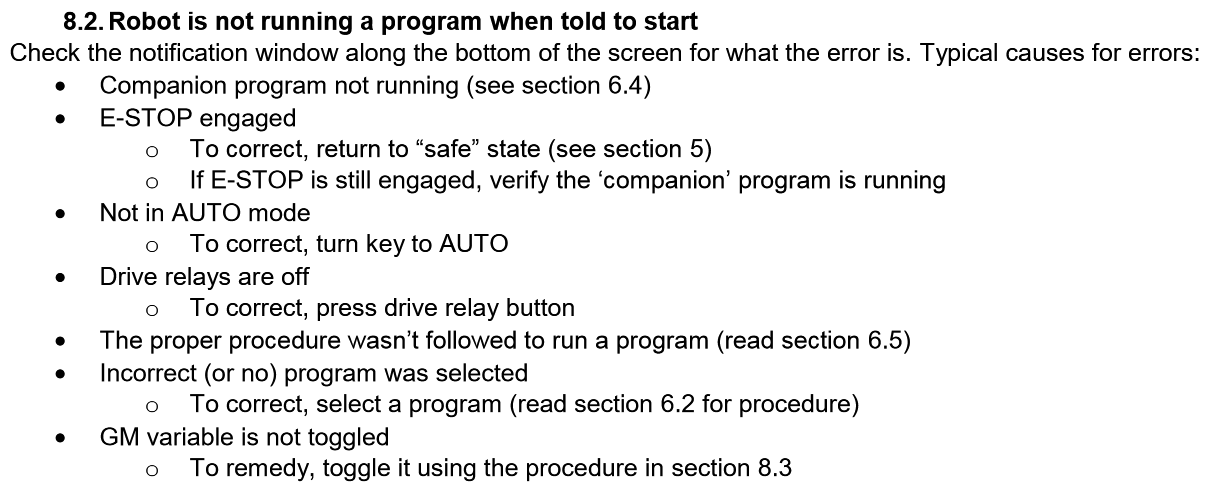 8.2. Robot is not running a program when told to start
Check the notification window along the bottom of the screen for what the error is. Typical causes for errors:
• Companion program not running (see section 6.4)
• E-STOP engaged
o To correct, return to “safe” state (see section 5)
o If E-STOP is still engaged, verify the ‘companion’ program is running
• Not in AUTO mode
o To correct, turn key to AUTO
• Drive relays are off
o To correct, press drive relay button
• The proper procedure wasn’t followed to run a program (read section 6.5)
• Incorrect (or no) program was selected
o To correct, select a program (read section 6.2 for procedure)
• GM variable is not toggled
o To remedy, toggle it using the procedure in section 8.3